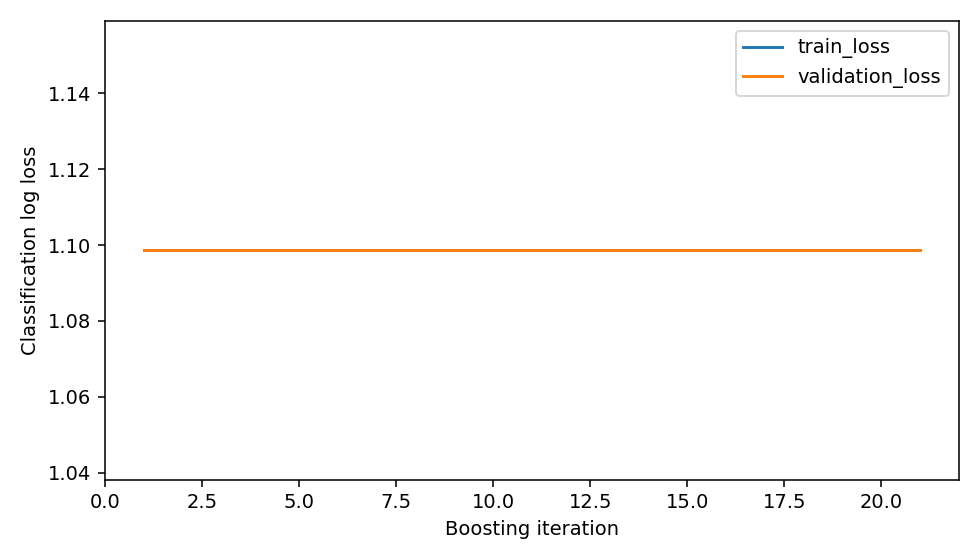 train_loss
validation_loss
Classification log loss
1.14
1.12
1.10
1.08
1.06
1.04
0.0 2.5 5.0 7.5 10.0 12.5 15.0 17.5 20.0
Boosting iteration